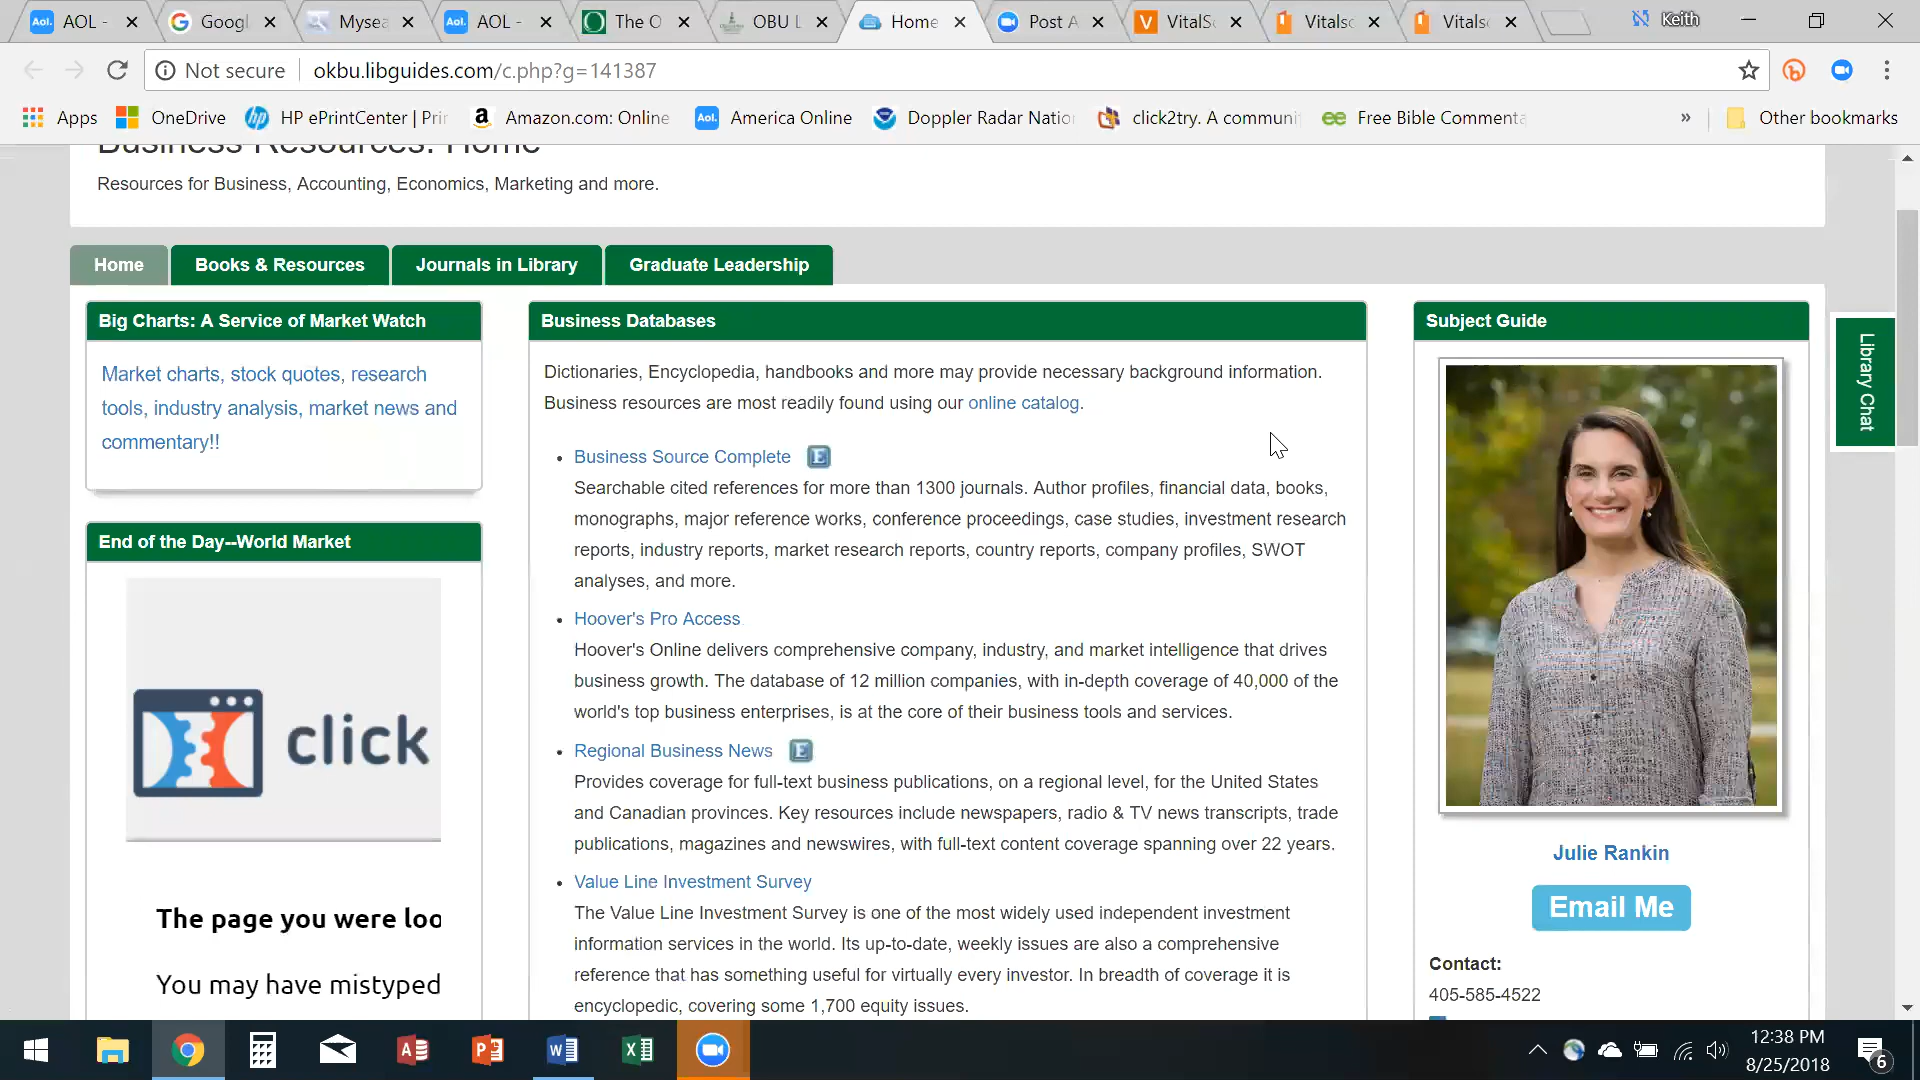 AOL -
Googl
Mysea
AOL -
The O
OBU L
Home
Post A
VitalSo
Vitalsc
Vitalsc
Keith
Not secure
okbu.libguides.com/c.php?g=141387
Apps
OneDrive
HP ePrintCenter | Prin
Amazon.com: Online
America Online
Doppler Radar Natio
click2try. A communi
Free Bible Commenta
»
Other bookmarks
Business Resources: Home
Resources for Business, Accounting, Economics, Marketing and more.
Home
Books & Resources
Journals in Library
Graduate Leadership
Big Charts: A Service of Market Watch
Market charts, stock quotes, research
tools, industry analysis, market news and
commentary!!
End of the Day--World Market
click
The page you were loo
You may have mistyped
Business Databases
Dictionaries, Encyclopedia, handbooks and more may provide necessary background information.
Business resources are most readily found using our online catalog.
Business Source Complete E
Searchable cited references for more than 1300 journals. Author profiles, financial data, books,
monographs, major reference works, conference proceedings, case studies, investment research
reports, industry reports, market research reports, country reports, company profiles, SWOT
analyses, and more.
Hoover's Pro Access
Hoover's Online delivers comprehensive company, industry, and market intelligence that drives
business growth. The database of 12 million companies, with in-depth coverage of 40,000 of the
world's top business enterprises, is at the core of their business tools and services.
Regional Business News E
Provides coverage for full-text business publications, on a regional level, for the United States
and Canadian provinces. Key resources include newspapers, radio & TV news transcripts, trade
publications, magazines and newswires, with full-text content coverage spanning over 22 years.
Value Line Investment Survey
The Value Line Investment Survey is one of the most widely used independent investment
information services in the world. Its up-to-date, weekly issues are also a comprehensive
reference that has something useful for virtually every investor. In breadth of coverage it is
encyclopedic, covering some 1,700 equity issues.
Subject Guide
Julie Rankin
Email Me
Contact:
405-585-4522
Library Chat
12:38 PM
8/25/2018
6